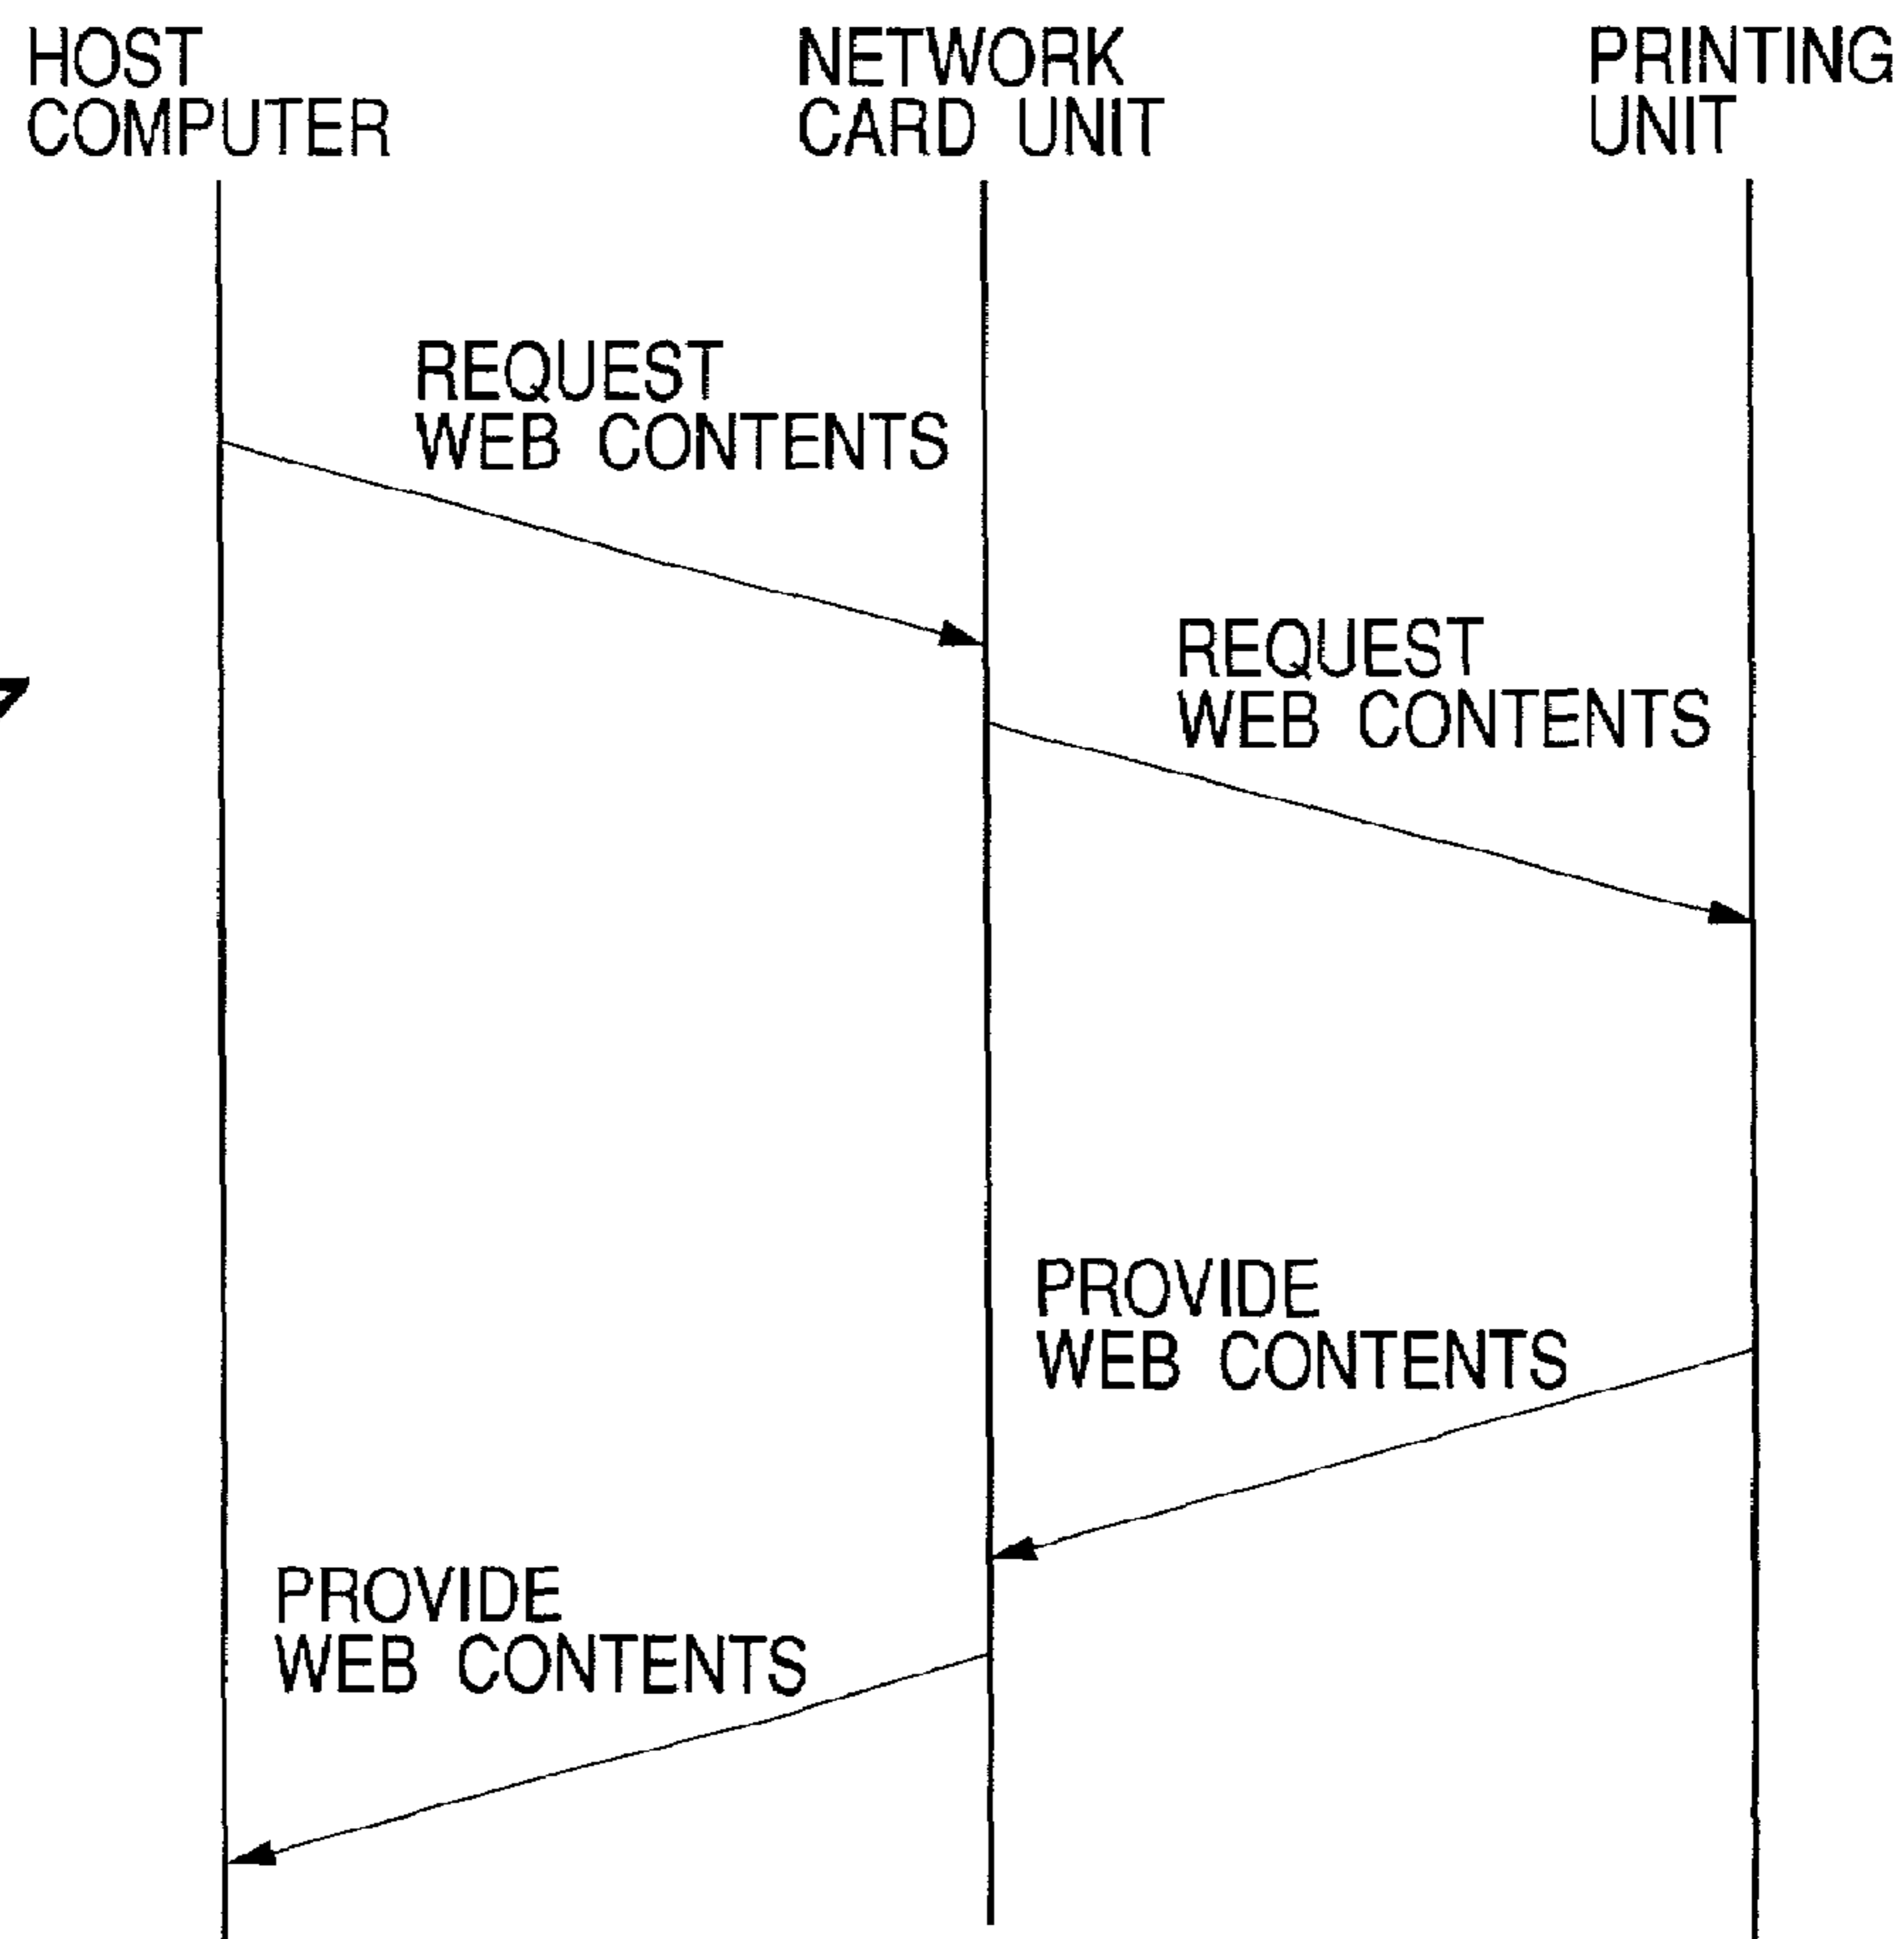 HOST
COMPUTER
NETWORK
CARD UNIT
PRINTING
UNIT
REQUEST
WEB CONTENTS
REQUEST
WEB CONTENTS
PROVIDE
WEB CONTENTS
PROVIDE
WEB CONTENTS